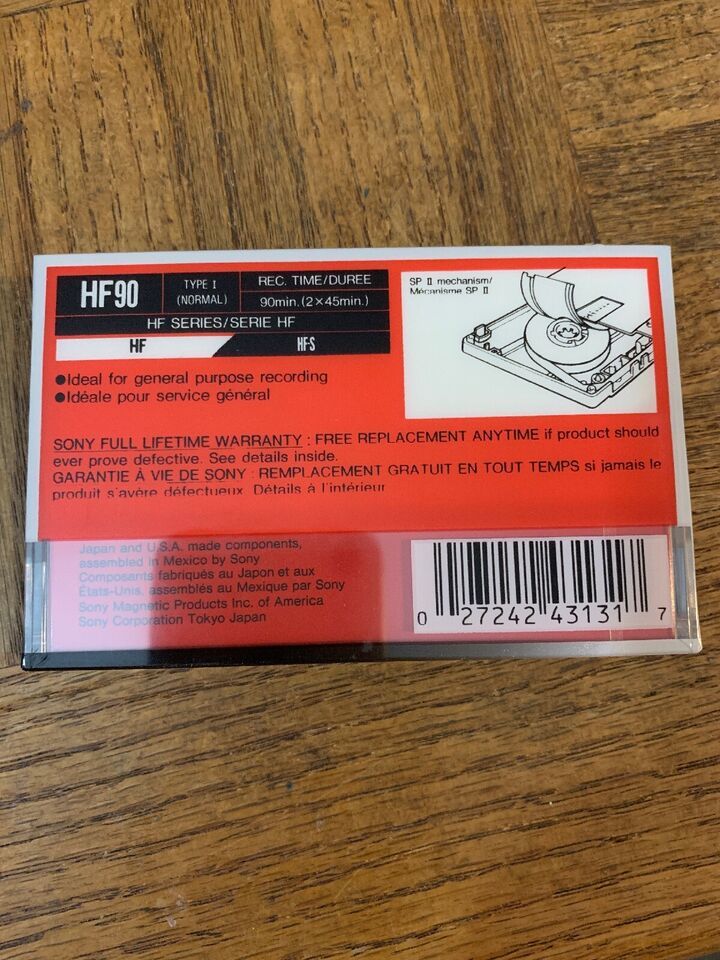 HF90
TYPE I
(NORMAL)
REC. TIME/DUREE
90min.(2×45min.)
HF SERIES/SERIE HF
HF
HFS
●Ideal for general purpose recording
●Idéale pour service général
SP II mechanism/
Mécanisme SP II
SONY FULL LIFETIME WARRANTY : FREE REPLACEMENT ANYTIME if product should
ever prove defective. See details inside.
GARANTIE À VIE DE SONY : REMPLACEMENT GRATUIT EN TOUT TEMPS si jamais le
produit s'avère défectueux. Détails à l'intérieur
Japan and U.S.A. made components,
assembled in Mexico by Sony
Composants fabriqués au Japon et aux
États-Unis, assemblés au Mexique par Sony
Sony Magnetic Products Inc. of America
Sony Corporation Tokyo Japan
0 27242 43131 7